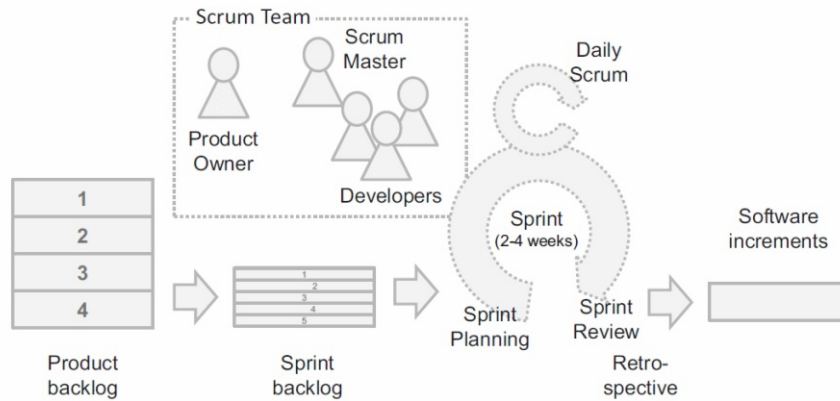 Scrum Team
Scrum
Master
Product
Owner
Developers
Daily
Scrum
1
2
3
4
1
2
3
4
5
Sprint
(2-4 weeks)
Sprint
Planning
Sprint
Review
Software
increments
Product
backlog
Sprint
backlog
Retro-
spective